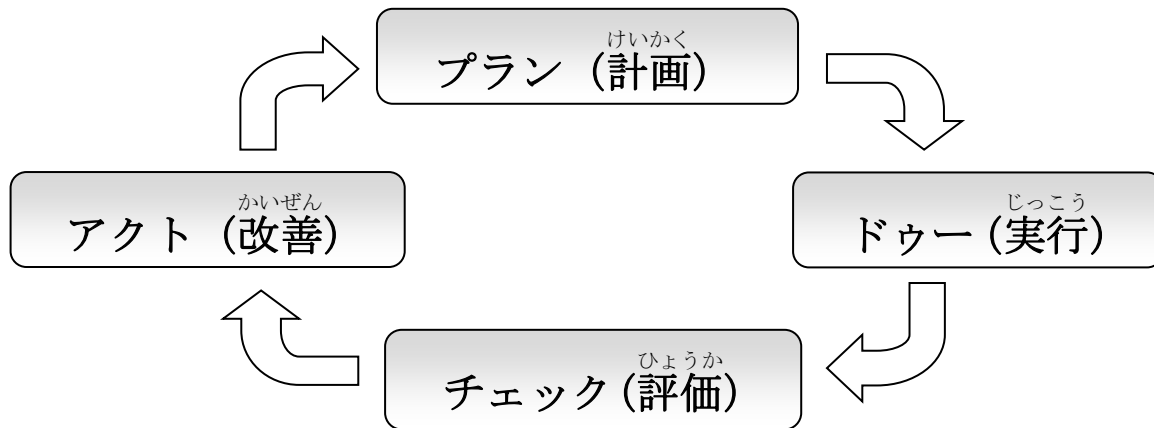 けいかく
プラン（計画）
じっこう
ドゥー（実行）
ひょうか
チェック（評価）
かいぜん
アクト（改善）